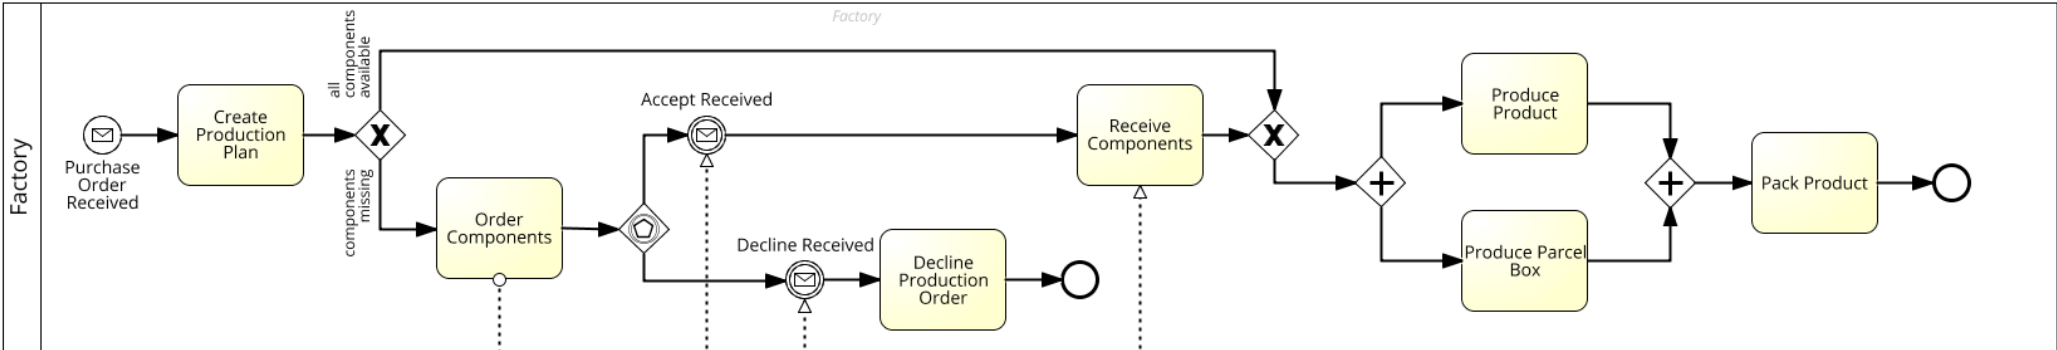 Factory
Factory
all
components
available
components
missing
Purchase
Order
Received
Create
Production
Plan
Order
Components
Accept Received
Decline Received
Decline
Production
Order
Receive
Components
Produce
Product
Produce Parcel
Box
Pack Product